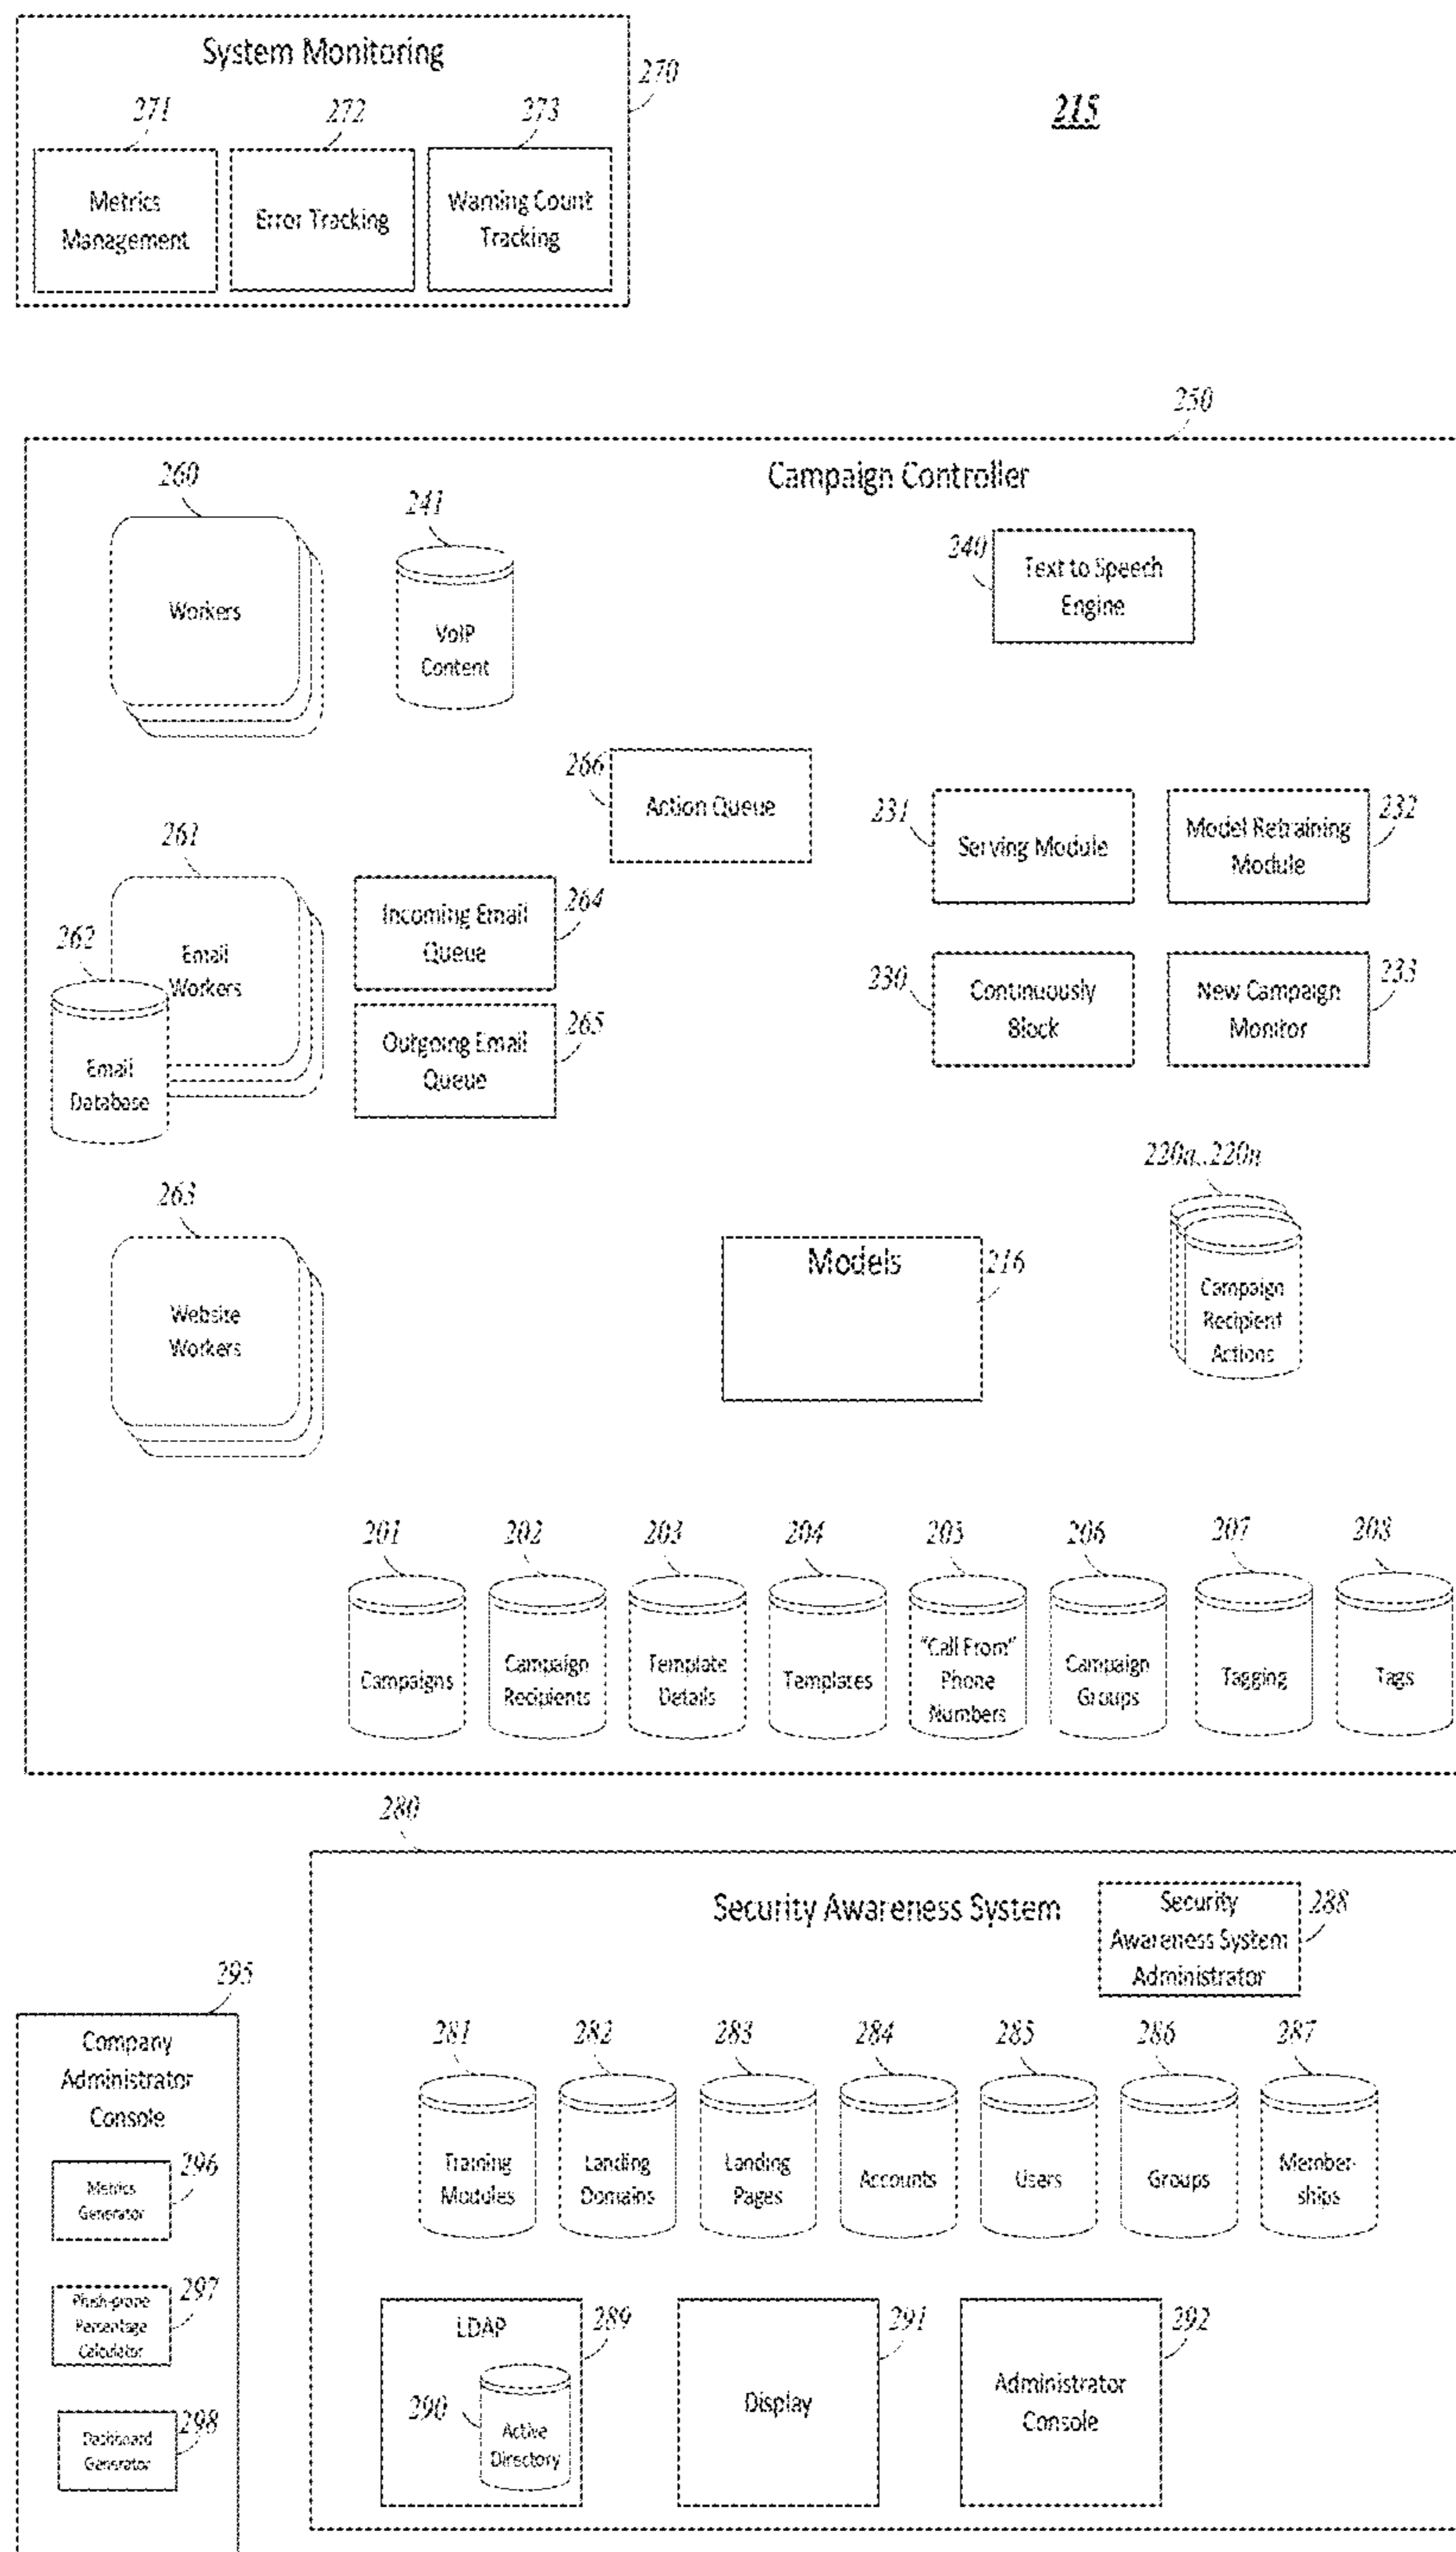 System Monitoring
270
215
271
272
273
Metrics
Management
Error Tracking
Warning Count
Tracking
250
Campaign Controller
260
241
240
Workers
VoIP
Content
Text to Speech
Engine
266
Action Queue
231
Serving Module
Model Retraining
Module
232
261
Email
Workers
262
Email
Database
Incoming Email
Queue
264
Outgoing Email
Queue
265
230
Continuously
Block
New Campaign
Monitor
233
263
Website
Workers
Models
216
220a..220n
Campaign
Recipient
Actions
201
202
203
204
205
206
207
208
Campaigns
Campaign
Recipients
Template
Details
Templates
"Call From"
Phone
Numbers
Campaign
Groups
Tagging
Tags
280
Security Awareness System
Security
Awareness System
Administrator
288
295
Company
Administrator
Console
Metrics
Generator
296
Phish-prone
Percentage
Calculator
297
Dashboard
Generator
298
281
282
283
284
285
286
287
Training
Modules
Landing
Domains
Landing
Pages
Accounts
Users
Groups
Member-
ships
LDAP
289
290
Active
Directory
Display
291
Administrator
Console
292